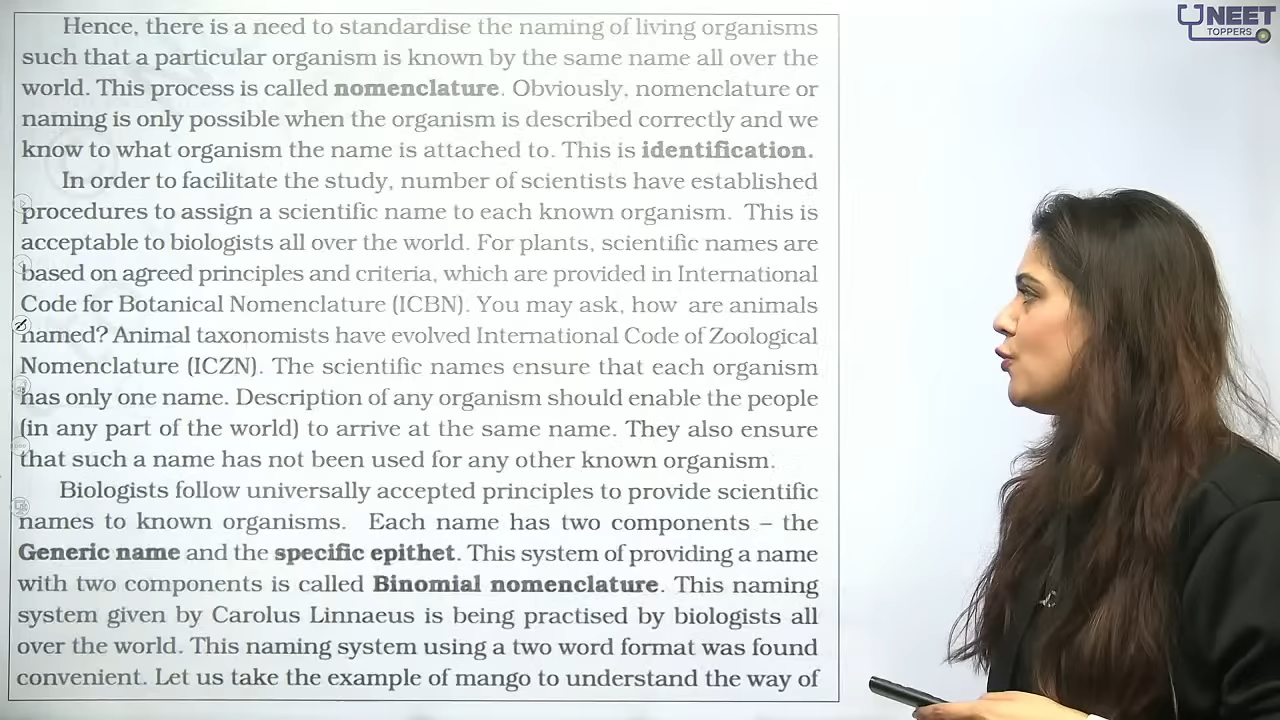 Hence, there is a need to standardise the naming of living organisms
such that a particular organism is known by the same name all over the
world. This process is called nomenclature. Obviously, nomenclature or
naming is only possible when the organism is described correctly and we
know to what organism the name is attached to. This is identification.
In order to facilitate the study, number of scientists have established
procedures to assign a scientific name to each known organism. This is
acceptable to biologists all over the world. For plants, scientific names are
based on agreed principles and criteria, which are provided in International
Code for Botanical Nomenclature (ICBN). You may ask, how are animals
named? Animal taxonomists have evolved International Code of Zoological
Nomenclature (ICZN). The scientific names ensure that each organism
has only one name. Description of any organism should enable the people
(in any part of the world) to arrive at the same name. They also ensure
that such a name has not been used for any other known organism.
Biologists follow universally accepted principles to provide scientific
names to known organisms. Each name has two components – the
Generic name and the specific epithet. This system of providing a name
with two components is called Binomial nomenclature. This naming
system given by Carolus Linnaeus is being practised by biologists all
over the world. This naming system using a two word format was found
convenient. Let us take the example of mango to understand the way of
NEET
TOPPERS